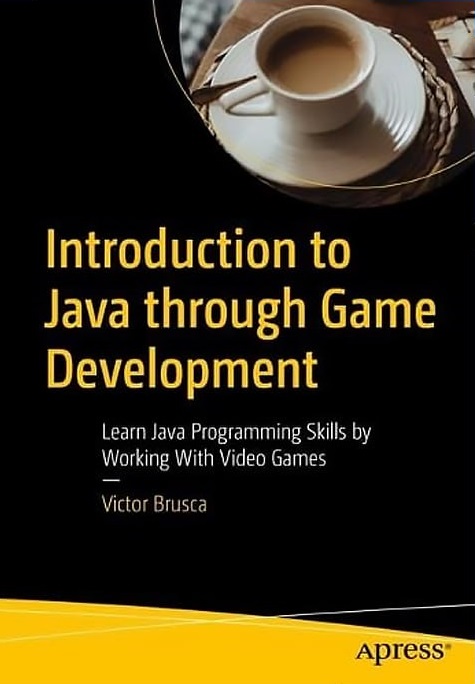 Introduction to
Java through Game
Development
Learn Java Programming Skills by
Working With Video Games
—
Victor Brusca
Apress®